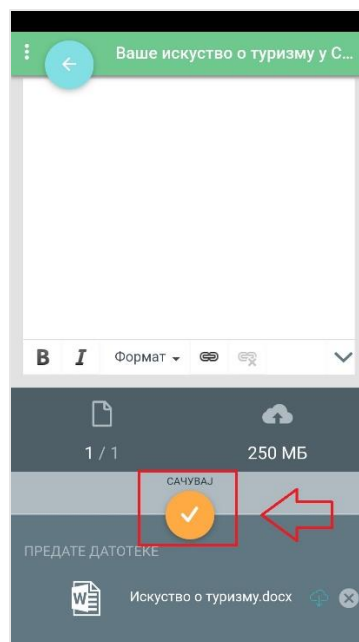 Ваше искуство о туризму у С...
B I Формат
1 / 1 250 МБ
САЧУВАЈ
ПРЕДАТЕ ДАТОТЕКЕ
W Искуство о туризму.docx